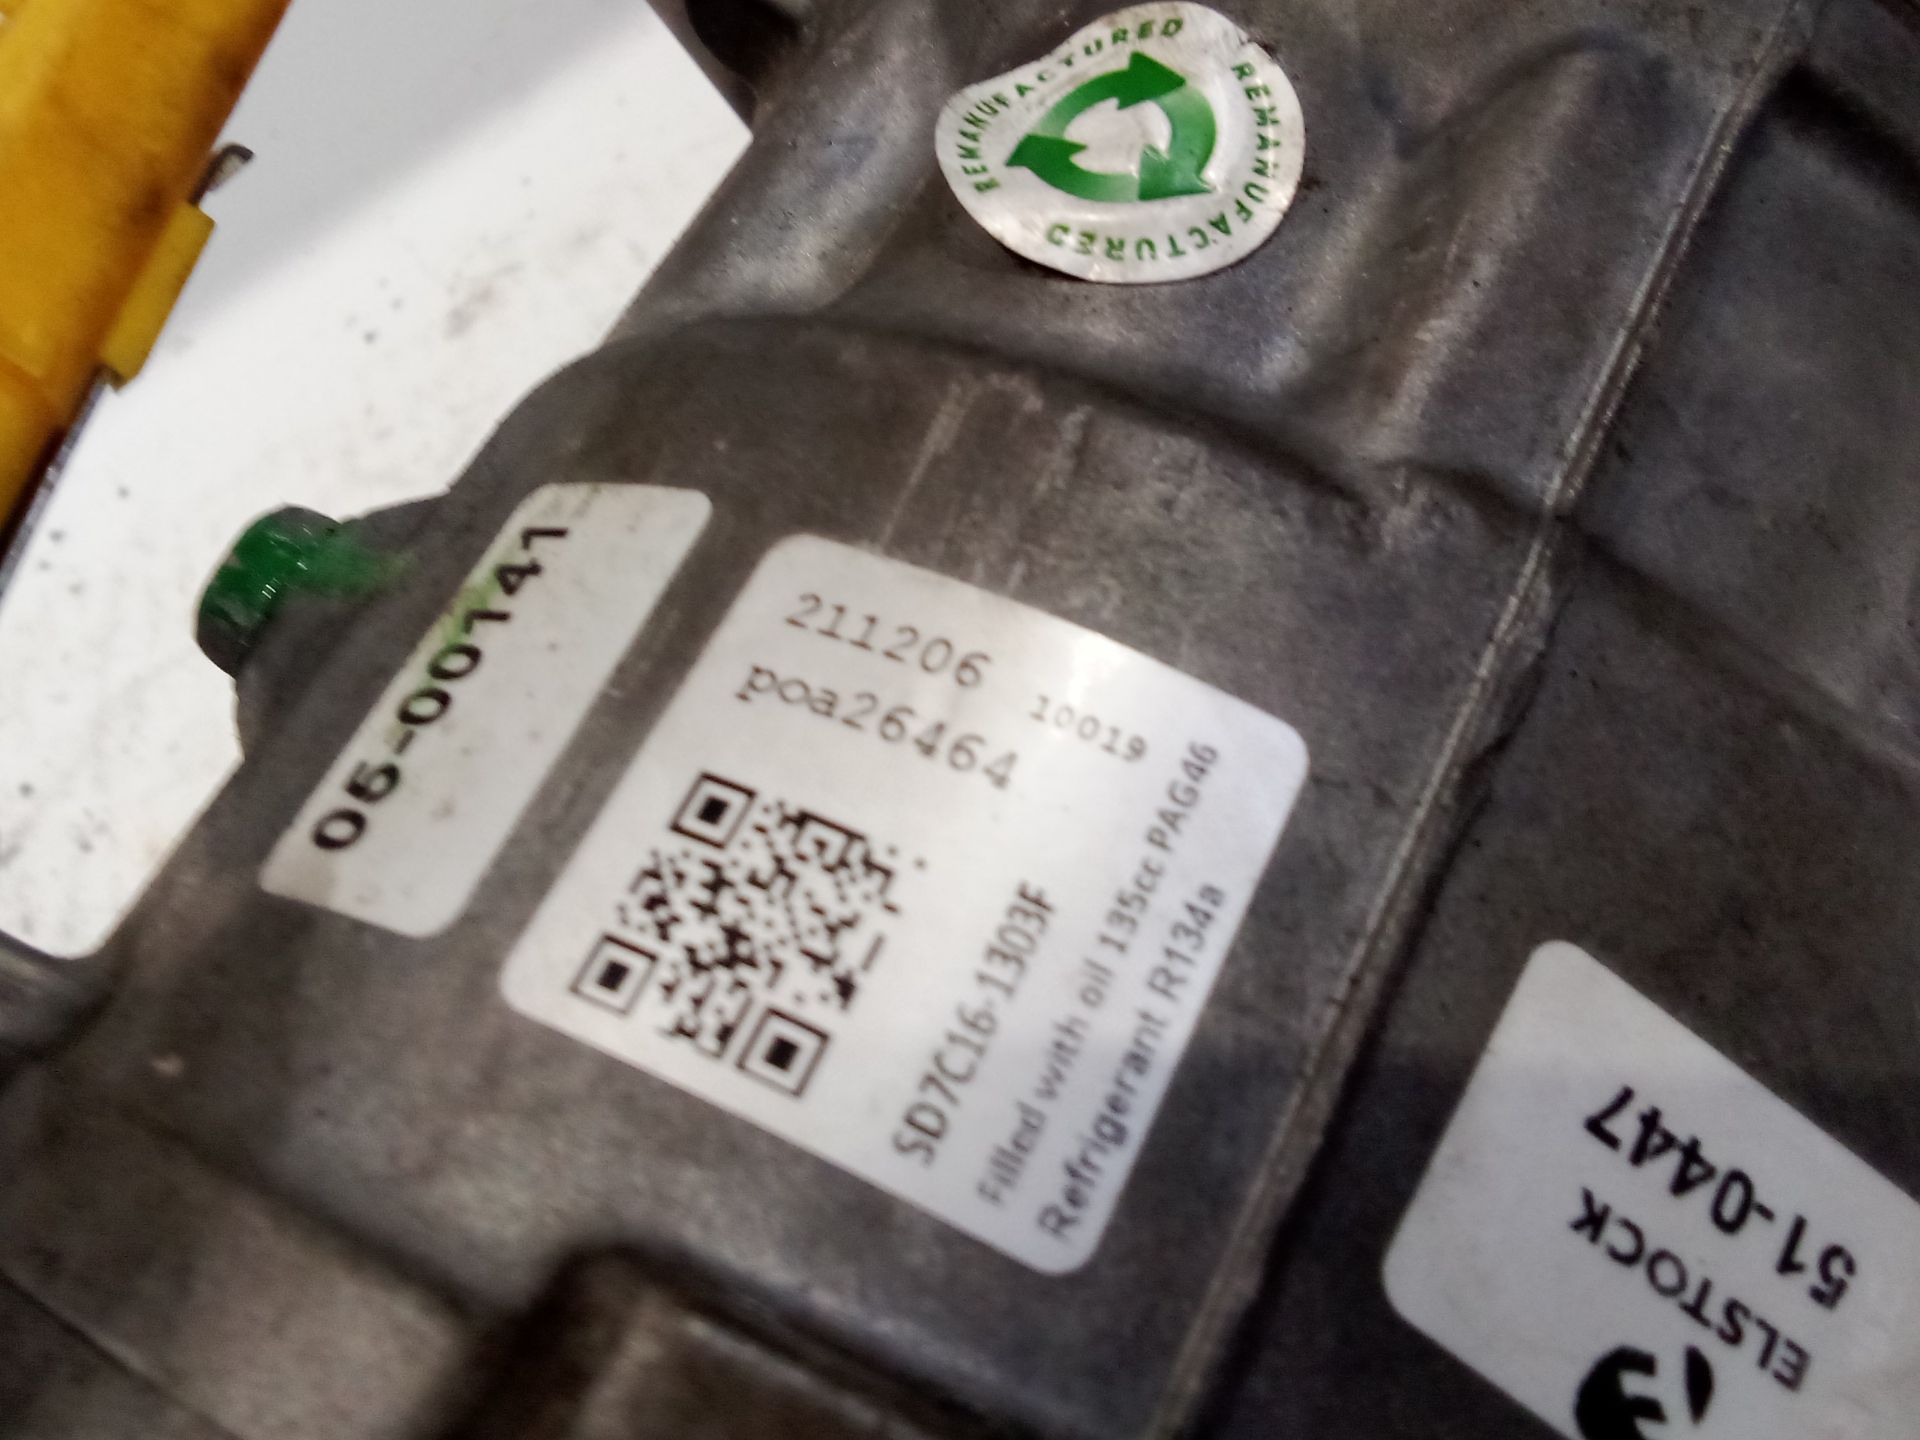 REMANUFACTURED REMANUFACTURED
05-00141
211206 10019
poa26464
SD7C16-1303F
Filled with oil 135cc PAG46
Refrigerant R134a
ELSTOCK
51-0447